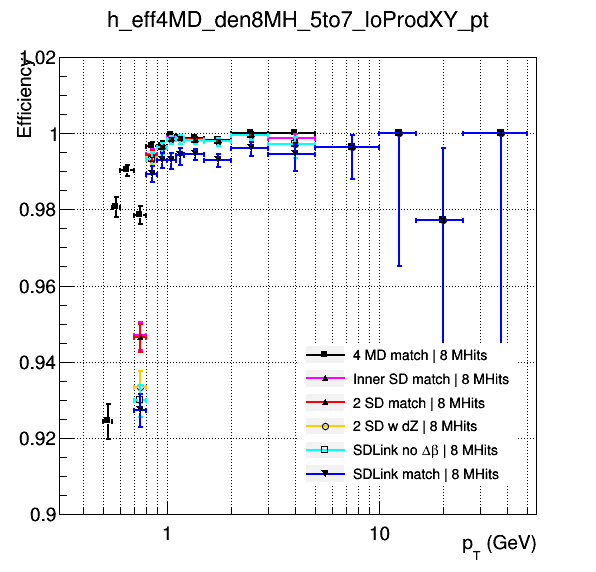 h_eff4MD_den8MH_5to7_loProdXY_pt
Efficiency
1.02
1
0.98
0.96
0.94
0.92
0.9
4 MD match | 8 MHits
Inner SD match | 8 MHits
2 SD match | 8 MHits
2 SD w dZ | 8 MHits
SDLink no Δβ | 8 MHits
SDLink match | 8 MHits
1
10
p_T (GeV)